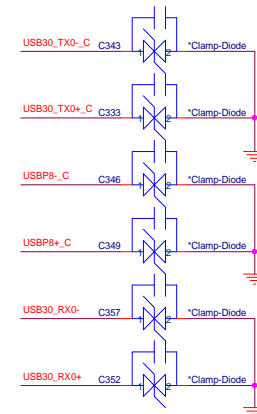 USB30_TX0-_C C343 1 2 *Clamp-Diode
USB30_TX0+_C C333 1 2 *Clamp-Diode
USBP8-_C C346 1 2 *Clamp-Diode
USBP8+_C C349 1 2 *Clamp-Diode
USB30_RX0- C357 1 2 *Clamp-Diode
USB30_RX0+ C352 1 2 *Clamp-Diode